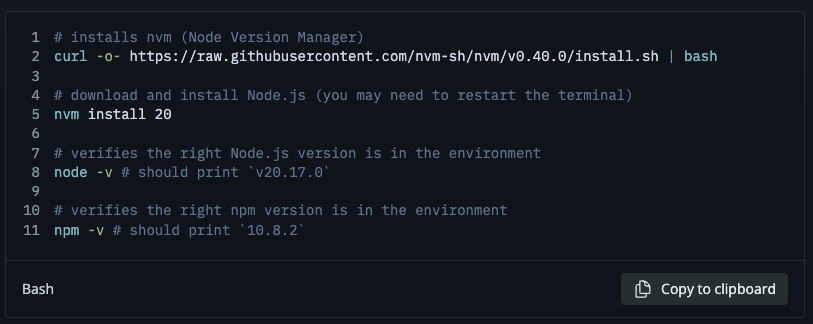 1 # installs nvm (Node Version Manager)
2 curl -o- https://raw.githubusercontent.com/nvm-sh/nvm/v0.40.0/install.sh | bash
3
4 # download and install Node.js (you may need to restart the terminal)
5 nvm install 20
6
7 # verifies the right Node.js version is in the environment
8 node -v # should print `v20.17.0`
9
10 # verifies the right npm version is in the environment
11 npm -v # should print `10.8.2`
Bash
Copy to clipboard